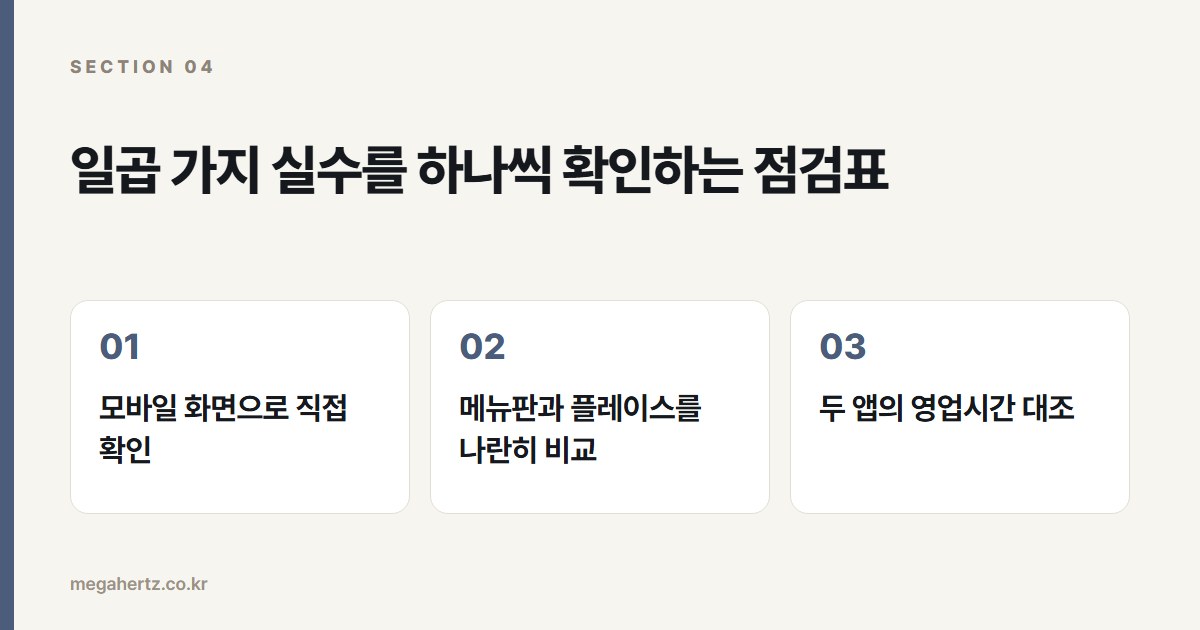 SECTION 04
일곱 가지 실수를 하나씩 확인하는 점검표
01
모바일 화면으로 직접
확인
02
메뉴판과 플레이스를
나란히 비교
03
두 앱의 영업시간 대조
megahertz.co.kr